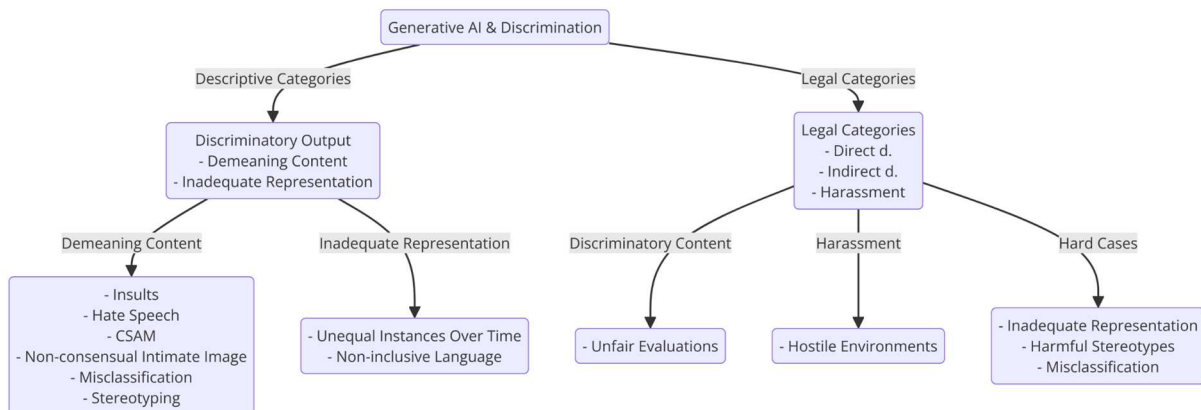 Generative AI & Discrimination
Descriptive Categories
Legal Categories
Discriminatory Output
- Demeaning Content
- Inadequate Representation
Legal Categories
- Direct d.
- Indirect d.
- Harassment
Demeaning Content
Inadequate Representation
Discriminatory Content
Harassment
Hard Cases
- Insults
- Hate Speech
- CSAM
- Non-consensual Intimate Image
- Misclassification
- Stereotyping
- Unequal Instances Over Time
- Non-inclusive Language
- Unfair Evaluations
- Hostile Environments
- Inadequate Representation
- Harmful Stereotypes
- Misclassification